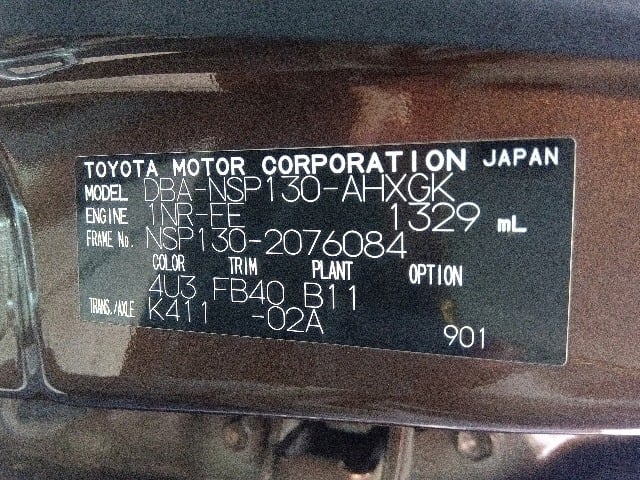 TOYOTA MOTOR CORPORATION JAPAN
MODEL DBA-NSP130-AHXGK
ENGINE 1NR-FE 1329 mL
FRAME No. NSP130-2076084
COLOR TRIM PLANT OPTION
4U3 FB40 B11
TRANS./AXLE K411 -02A
901